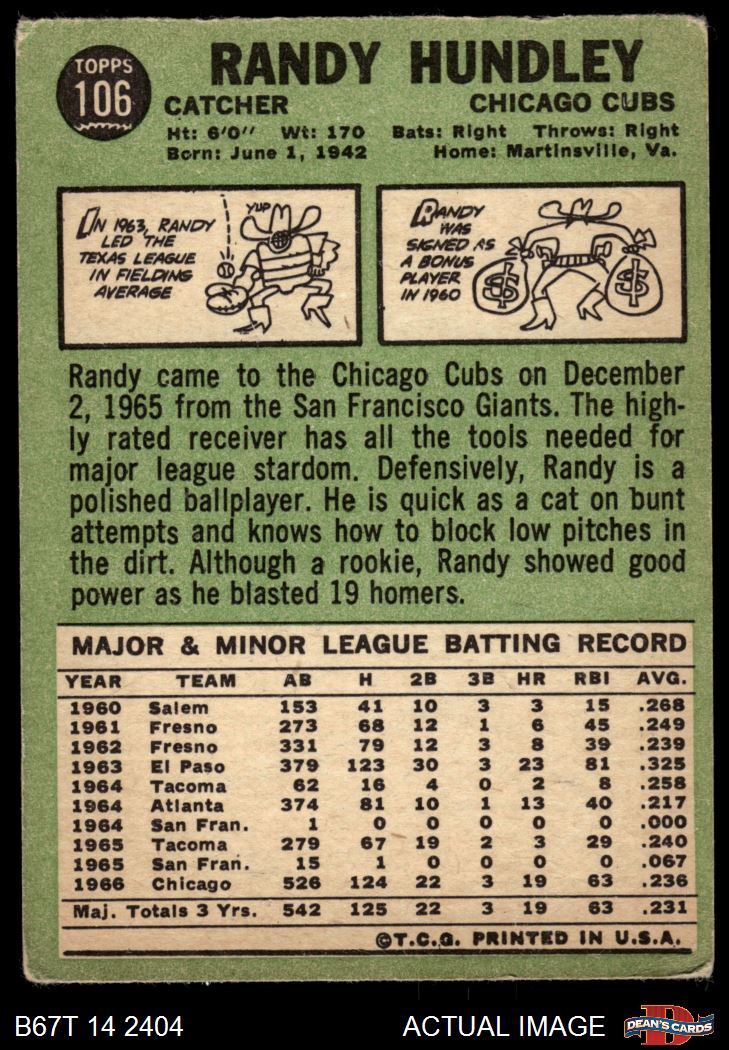 TOPPS
106
RANDY HUNDLEY
CATCHER CHICAGO CUBS
Ht: 6'0'' Wt: 170 Bats: Right Throws: Right
Born: June 1, 1942 Home: Martinsville, Va.
IN 1963, RANDY
LED THE
TEXAS LEAGUE
IN FIELDING
AVERAGE
YUP
RANDY
WAS
SIGNED AS
A BONUS
PLAYER
IN 1960
$
$
Randy came to the Chicago Cubs on December
2, 1965 from the San Francisco Giants. The high-
ly rated receiver has all the tools needed for
major league stardom. Defensively, Randy is a
polished ballplayer. He is quick as a cat on bunt
attempts and knows how to block low pitches in
the dirt. Although a rookie, Randy showed good
power as he blasted 19 homers.
MAJOR & MINOR LEAGUE BATTING RECORD
YEAR TEAM AB H 2B 3B HR RBI AVG.
1960 Salem 153 41 10 3 3 15 .268
1961 Fresno 273 68 12 1 6 45 .249
1962 Fresno 331 79 12 3 8 39 .239
1963 El Paso 379 123 30 3 23 81 .325
1964 Tacoma 62 16 4 0 2 8 .258
1964 Atlanta 374 81 10 1 13 40 .217
1964 San Fran. 1 0 0 0 0 0 .000
1965 Tacoma 279 67 19 2 3 29 .240
1965 San Fran. 15 1 0 0 0 0 .067
1966 Chicago 526 124 22 3 19 63 .236
Maj. Totals 3 Yrs. 542 125 22 3 19 63 .231
©T.C.G. PRINTED IN U.S.A.
B67T 14 2404 ACTUAL IMAGE
D
DEAN'S CARDS